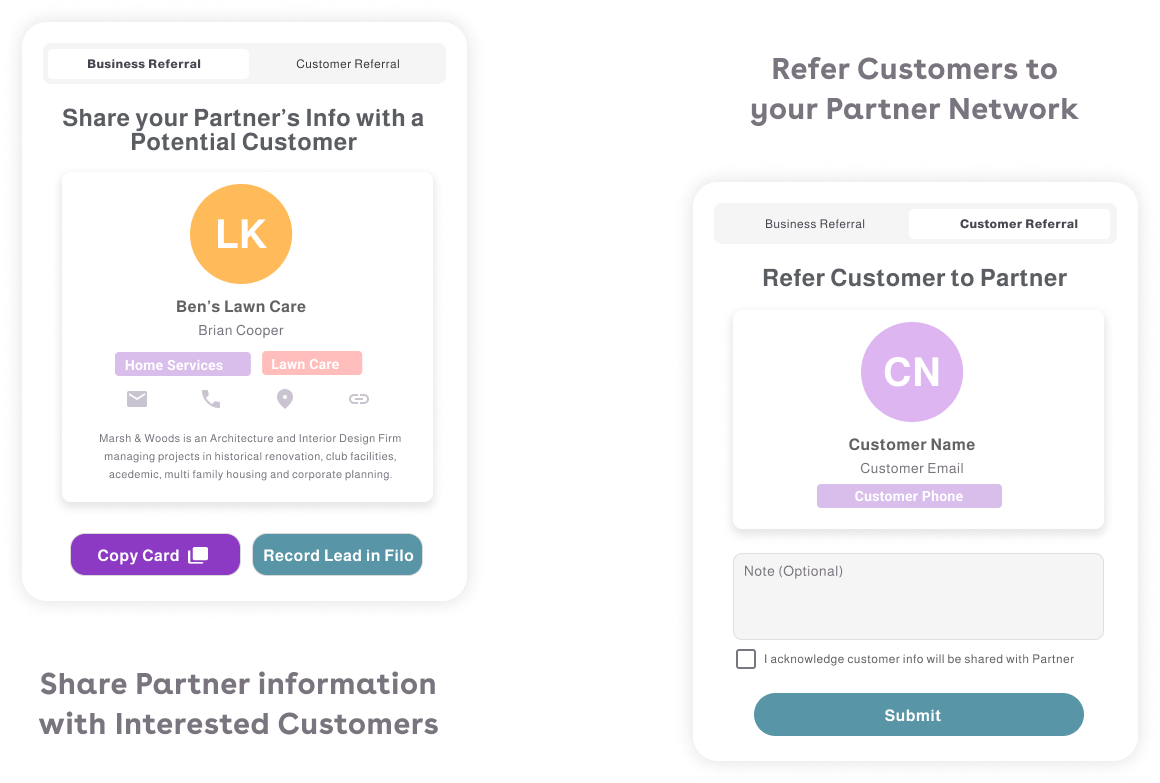 Business Referral
Customer Referral
Share your Partner’s Info with a
Potential Customer
LK
Ben’s Lawn Care
Brian Cooper
Home Services
Lawn Care
Marsh & Woods is an Architecture and Interior Design Firm
managing projects in historical renovation, club facilities,
acedemic, multi family housing and corporate planning.
Copy Card
Record Lead in Filo
Share Partner information
with Interested Customers
Refer Customers to
your Partner Network
Business Referral
Customer Referral
Refer Customer to Partner
CN
Customer Name
Customer Email
Customer Phone
Note (Optional)
I acknowledge customer info will be shared with Partner
Submit